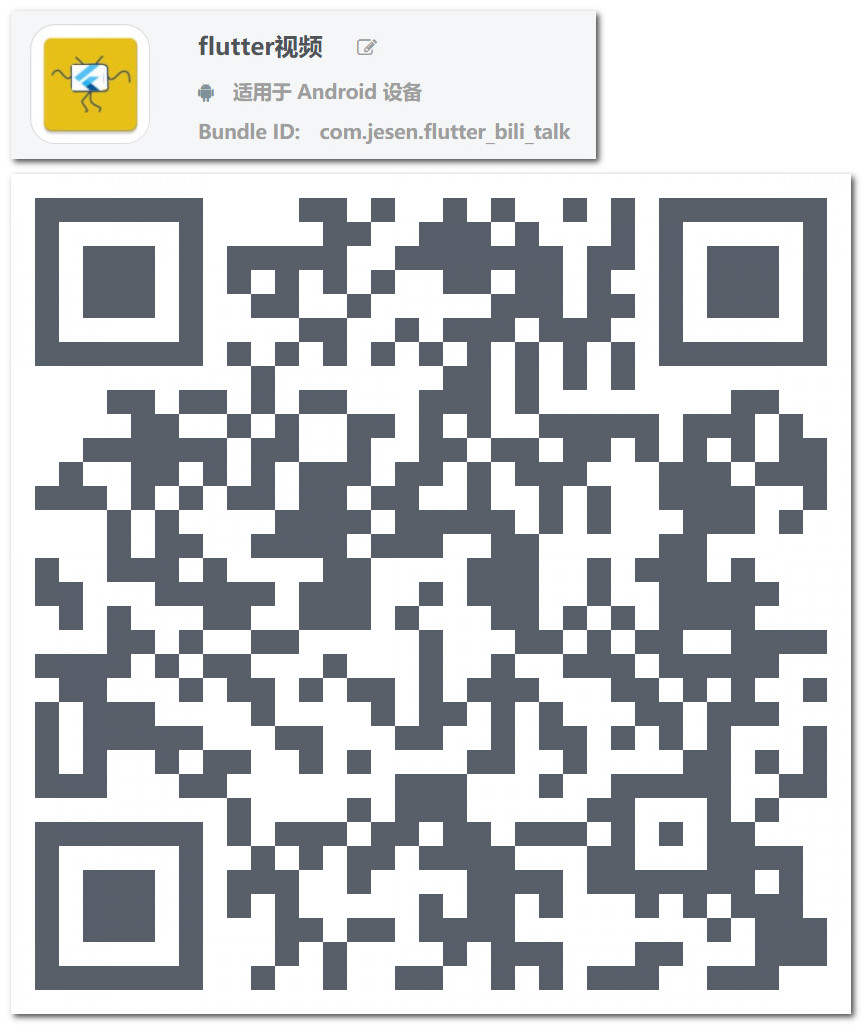 flutter视频
适用于 Android 设备
Bundle ID: com.jesen.flutter_bili_talk